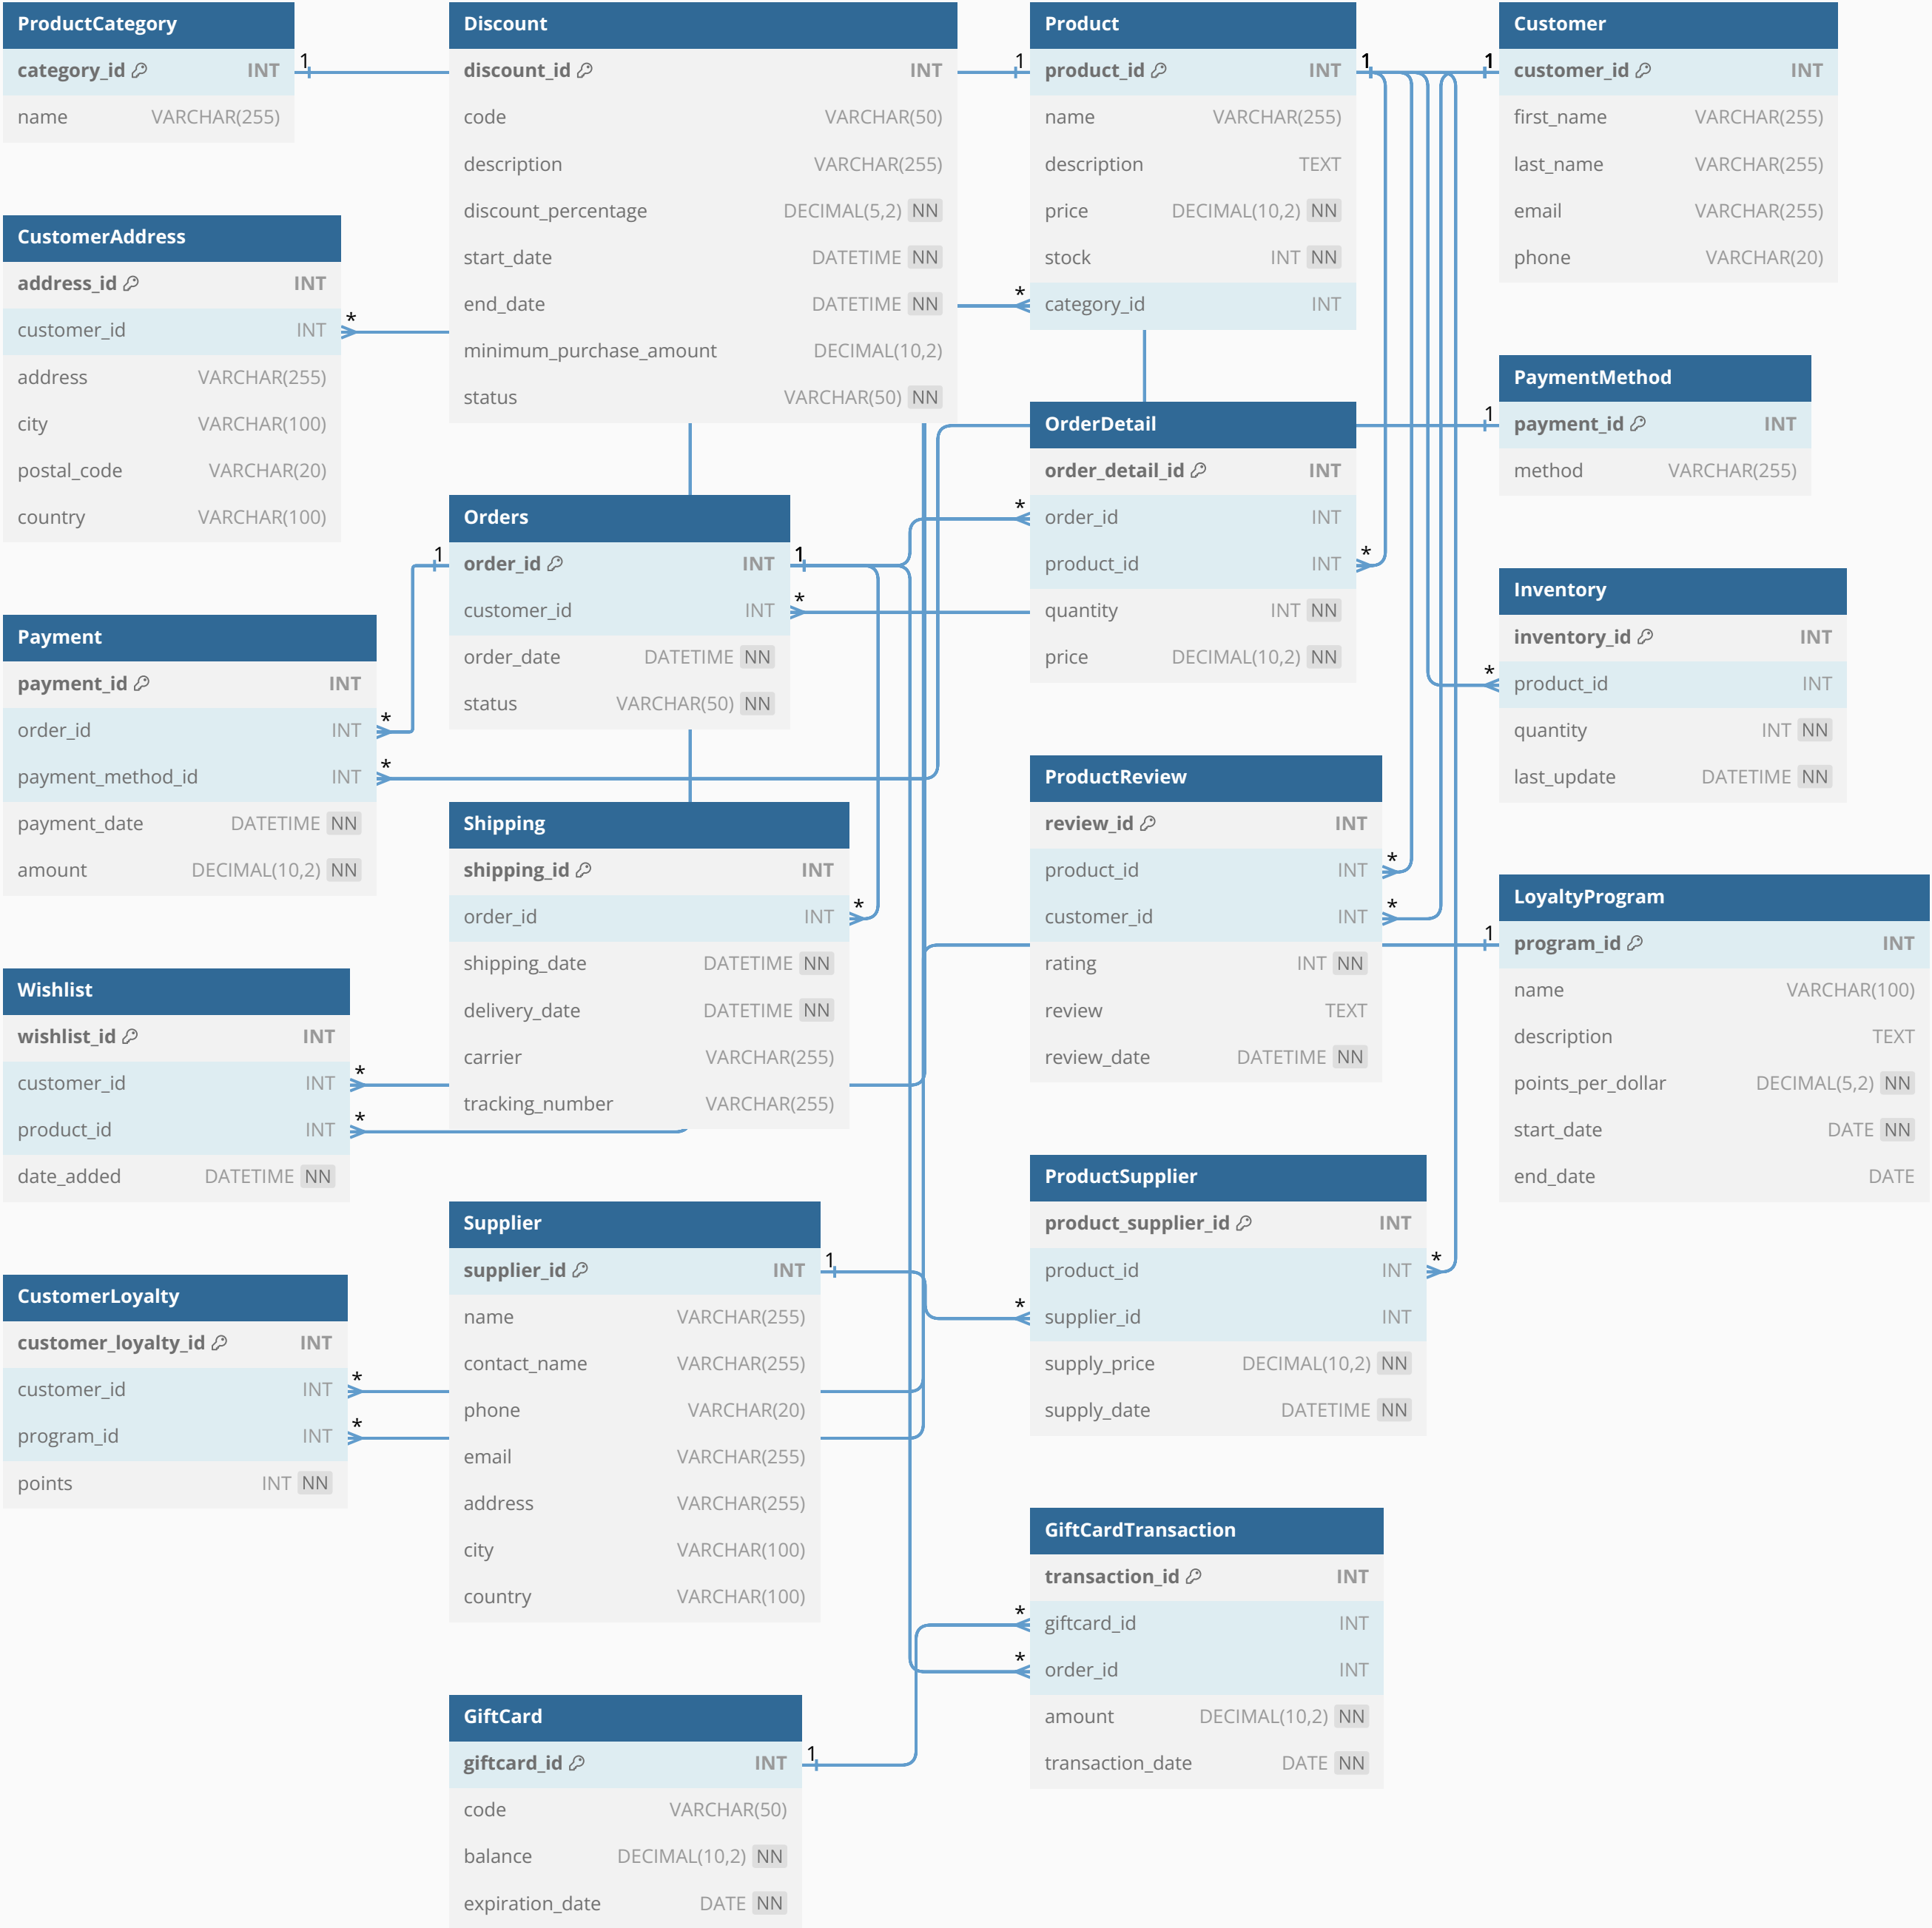 ProductCategory
category_id INT
name VARCHAR(255)
1
Discount
discount_id INT
code VARCHAR(50)
description VARCHAR(255)
discount_percentage DECIMAL(5,2) NN
start_date DATETIME NN
end_date DATETIME NN
minimum_purchase_amount DECIMAL(10,2)
status VARCHAR(50) NN
1
*
Product
product_id INT
name VARCHAR(255)
description TEXT
price DECIMAL(10,2) NN
stock INT NN
category_id INT
1
1
Customer
customer_id INT
first_name VARCHAR(255)
last_name VARCHAR(255)
email VARCHAR(255)
phone VARCHAR(20)
CustomerAddress
address_id INT
customer_id INT
address VARCHAR(255)
city VARCHAR(100)
postal_code VARCHAR(20)
country VARCHAR(100)
*
PaymentMethod
payment_id INT
method VARCHAR(255)
1
OrderDetail
order_detail_id INT
order_id INT
product_id INT
quantity INT NN
price DECIMAL(10,2) NN
*
*
Orders
order_id INT
customer_id INT
order_date DATETIME NN
status VARCHAR(50) NN
1
1
*
Inventory
inventory_id INT
product_id INT
quantity INT NN
last_update DATETIME NN
*
Payment
payment_id INT
order_id INT
payment_method_id INT
payment_date DATETIME NN
amount DECIMAL(10,2) NN
*
*
ProductReview
review_id INT
product_id INT
customer_id INT
rating INT NN
review TEXT
review_date DATETIME NN
*
*
Shipping
shipping_id INT
order_id INT
shipping_date DATETIME NN
delivery_date DATETIME NN
carrier VARCHAR(255)
tracking_number VARCHAR(255)
*
LoyaltyProgram
program_id INT
name VARCHAR(100)
description TEXT
points_per_dollar DECIMAL(5,2) NN
start_date DATE NN
end_date DATE
1
Wishlist
wishlist_id INT
customer_id INT
product_id INT
date_added DATETIME NN
*
*
ProductSupplier
product_supplier_id INT
product_id INT
supplier_id INT
supply_price DECIMAL(10,2) NN
supply_date DATETIME NN
*
*
Supplier
supplier_id INT
name VARCHAR(255)
contact_name VARCHAR(255)
phone VARCHAR(20)
email VARCHAR(255)
address VARCHAR(255)
city VARCHAR(100)
country VARCHAR(100)
1
CustomerLoyalty
customer_loyalty_id INT
customer_id INT
program_id INT
points INT NN
*
*
GiftCardTransaction
transaction_id INT
giftcard_id INT
order_id INT
amount DECIMAL(10,2) NN
transaction_date DATE NN
*
*
GiftCard
giftcard_id INT
code VARCHAR(50)
balance DECIMAL(10,2) NN
expiration_date DATE NN
1